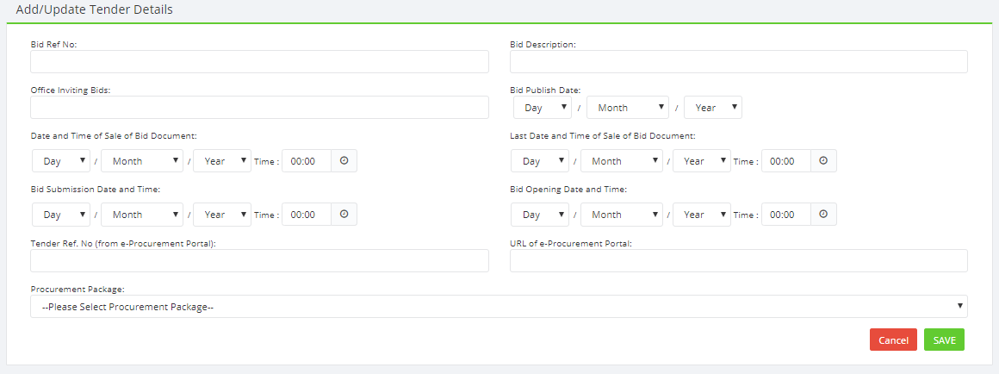 Add/Update Tender Details
Bid Ref No: Bid Description:
Office Inviting Bids: Bid Publish Date:
Day / Month / Year
Date and Time of Sale of Bid Document: Last Date and Time of Sale of Bid Document:
Day / Month / Year Time : 00:00 Day / Month / Year Time : 00:00
Bid Submission Date and Time: Bid Opening Date and Time:
Day / Month / Year Time : 00:00 Day / Month / Year Time : 00:00
Tender Ref. No (from e-Procurement Portal): URL of e-Procurement Portal:
Procurement Package:
--Please Select Procurement Package--
Cancel SAVE